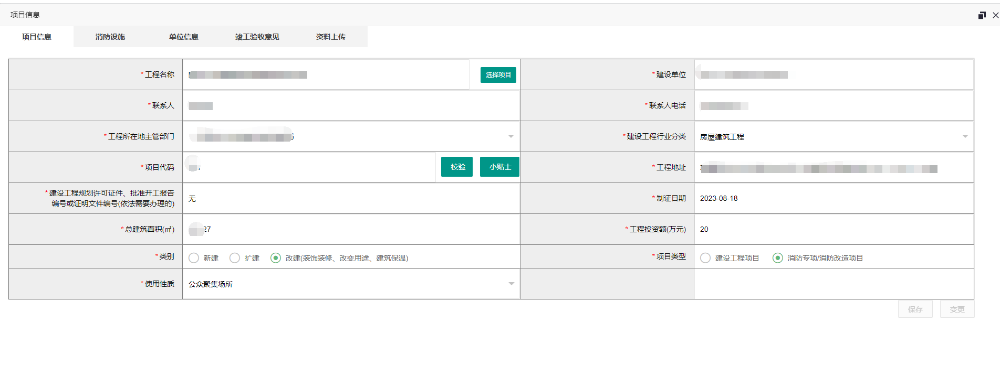 项目信息
项目信息 消防设施 单位信息 竣工验收意见 资料上传
*工程名称 选择项目 *建设单位
*联系人 *联系人电话
*工程所在地主管部门 *建设工程行业分类 房屋建筑工程
*项目代码 校验 小贴士 *工程地址
*建设工程规划许可证件、批准开工报告
编号或证明文件编号(依法需要办理的) 无 *制证日期 2023-08-18
*总建筑面积(㎡) 27 *工程投资额(万元) 20
*类别 新建 扩建 改建(装饰装修、改变用途、建筑保温) *项目类型 建设工程项目 消防专项/消防改造项目
*使用性质 公众聚集场所
保存 变更